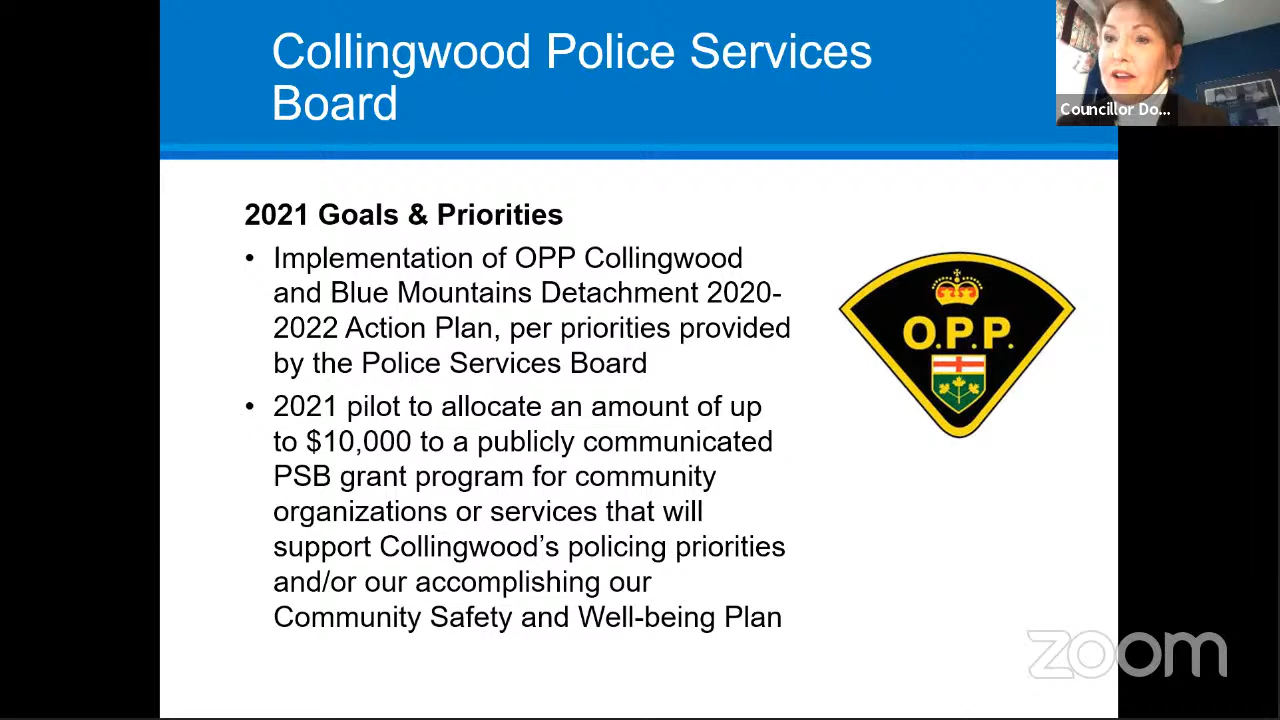 Collingwood Police Services
Board
Councillor Do...
2021 Goals & Priorities
• Implementation of OPP Collingwood
and Blue Mountains Detachment 2020-
2022 Action Plan, per priorities provided
by the Police Services Board
• 2021 pilot to allocate an amount of up
to $10,000 to a publicly communicated
PSB grant program for community
organizations or services that will
support Collingwood's policing priorities
and/or our accomplishing our
Community Safety and Well-being Plan
O.P.P.
zoom